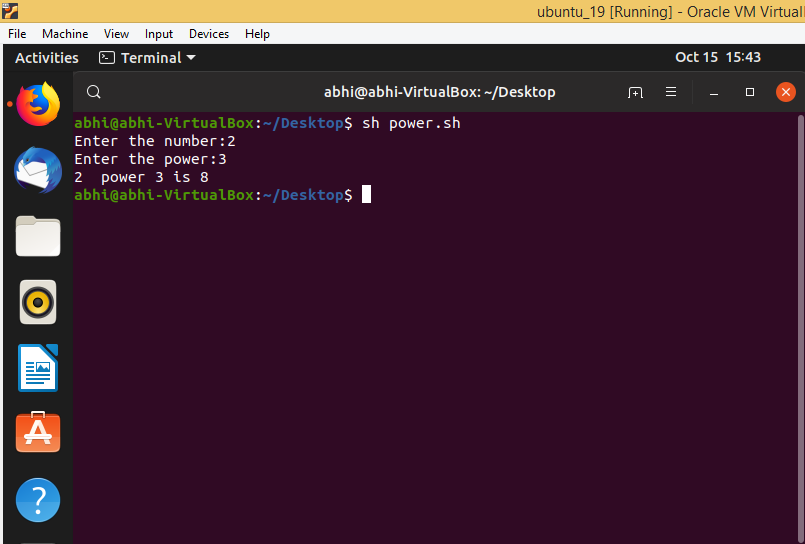 ubuntu_19 [Running] - Oracle VM Virtuall
File Machine View Input Devices Help
Activities Terminal Oct 15 15:43
abhi@abhi-VirtualBox: ~/Desktop
abhi@abhi-VirtualBox:~/Desktop$ sh power.sh
Enter the number:2
Enter the power:3
2  power 3 is 8
abhi@abhi-VirtualBox:~/Desktop$